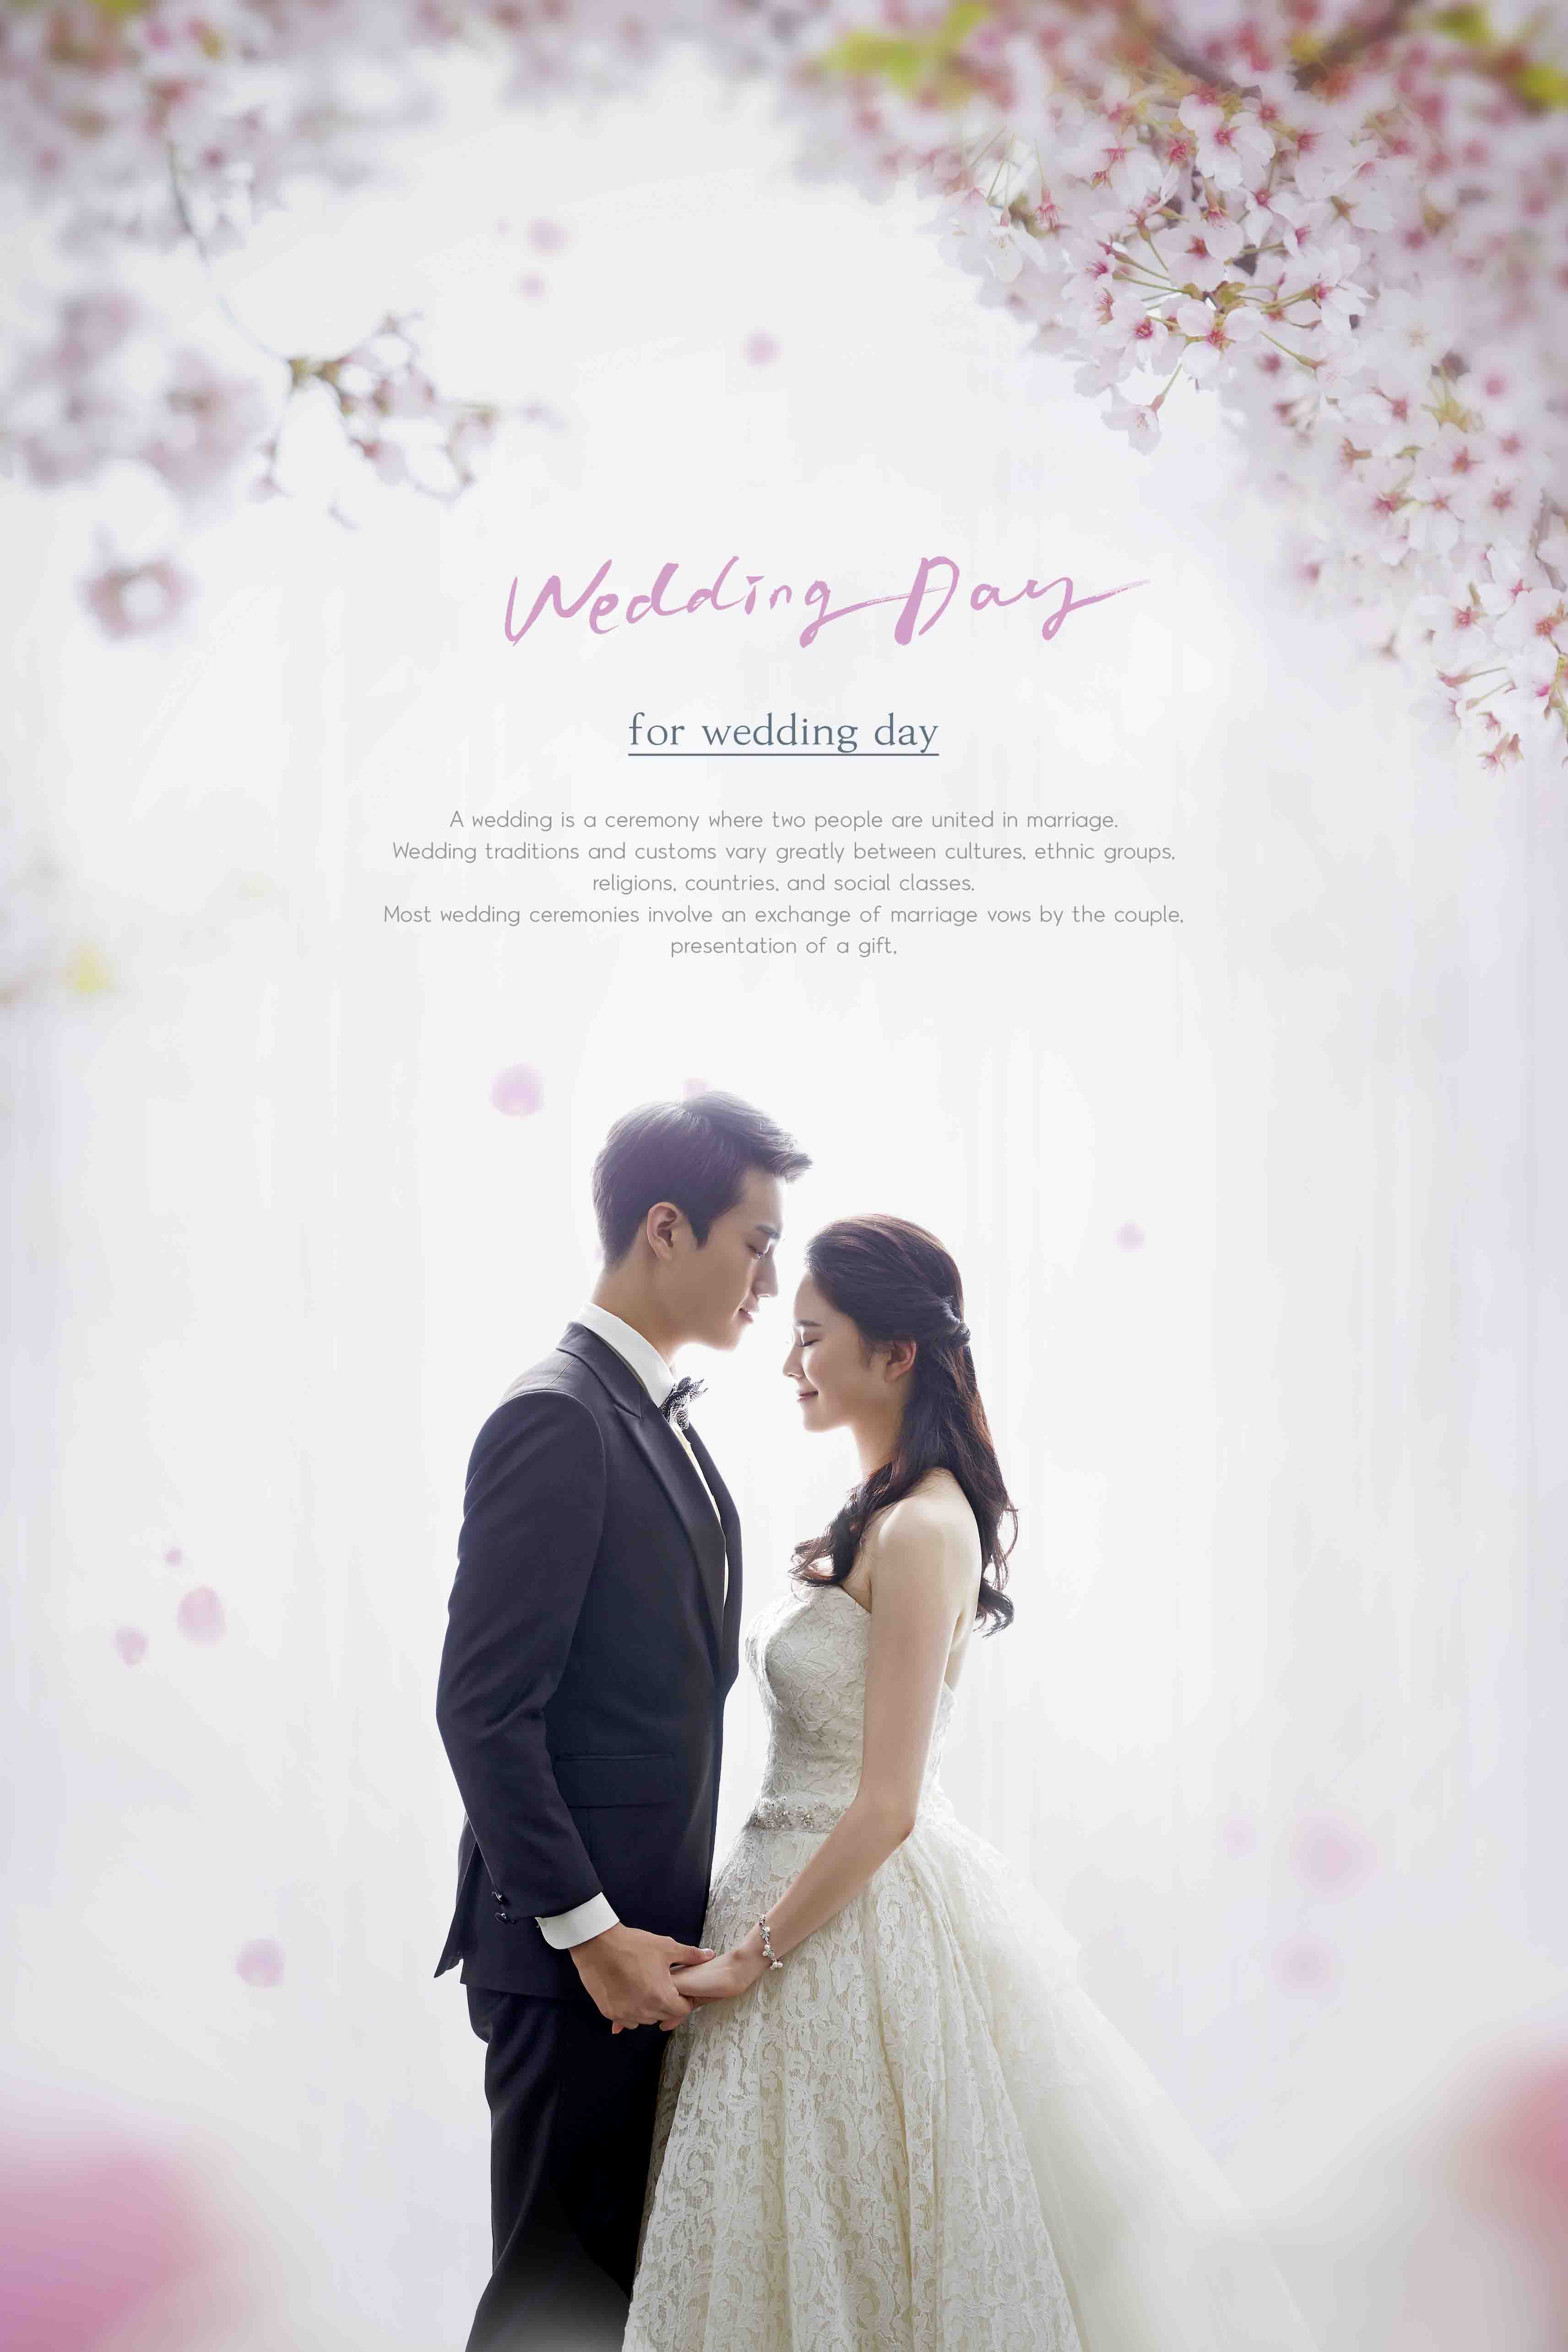 Wedding Day
for wedding day
A wedding is a ceremony where two people are united in marriage.
Wedding traditions and customs vary greatly between cultures, ethnic groups,
religions, countries, and social classes.
Most wedding ceremonies involve an exchange of marriage vows by the couple,
presentation of a gift,